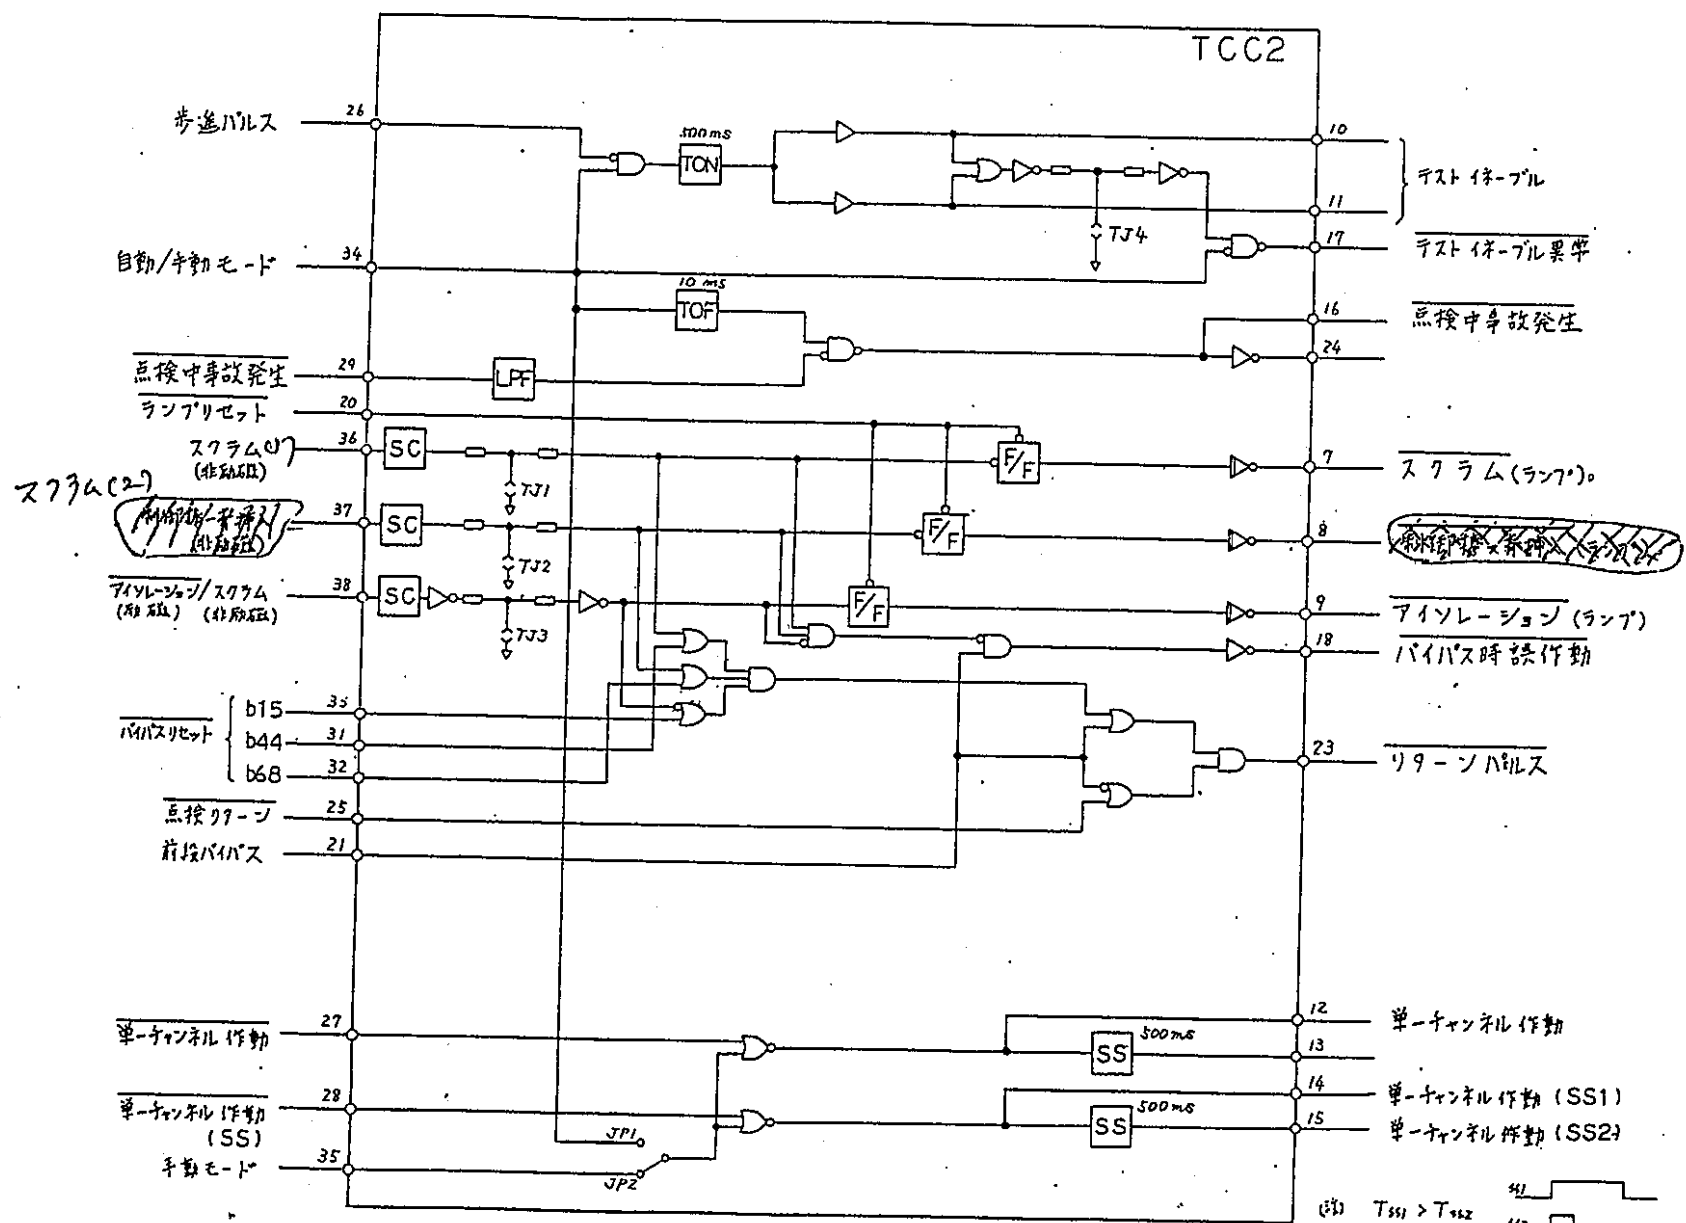 TCC2
歩進パルス 26
500ms
TON
10
テストイネーブル
11
TJ4
17 テストイネーブル異常
自動/手動モード 34
10 ms
TOF
16 点検中事故発生
24
点検中事故発生 29
LPF
ランプリセット 20
スクラム(1) 36
(非励磁)
SC
TJ1
F/F
7 スクラム(ランプ)
スクラム(2)
37
(非励磁)
SC
TJ2
F/F
8
アイソレーション/スクラム 38
(励磁) (非励磁)
SC
TJ3
F/F
9 アイソレーション(ランプ)
18 バイパス時誤作動
バイパスリセット
b15 33
b44 31
b68 32
23 リターンパルス
点検リターン 25
前段バイパス 21
単一チャンネル作動 27
12 単一チャンネル作動
500ms
SS
13
単一チャンネル作動 28
(SS)
14 単一チャンネル作動(SS1)
500ms
SS
15 単一チャンネル作動(SS2)
JP1
手動モード 35
JP2
(注) Tss1 > Tss2
SS1
SS2